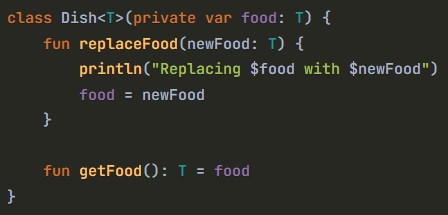 class Dish<T>(private var food: T) {
    fun replaceFood(newFood: T) {
        println("Replacing $food with $newFood")
        food = newFood
    }

    fun getFood(): T = food
}